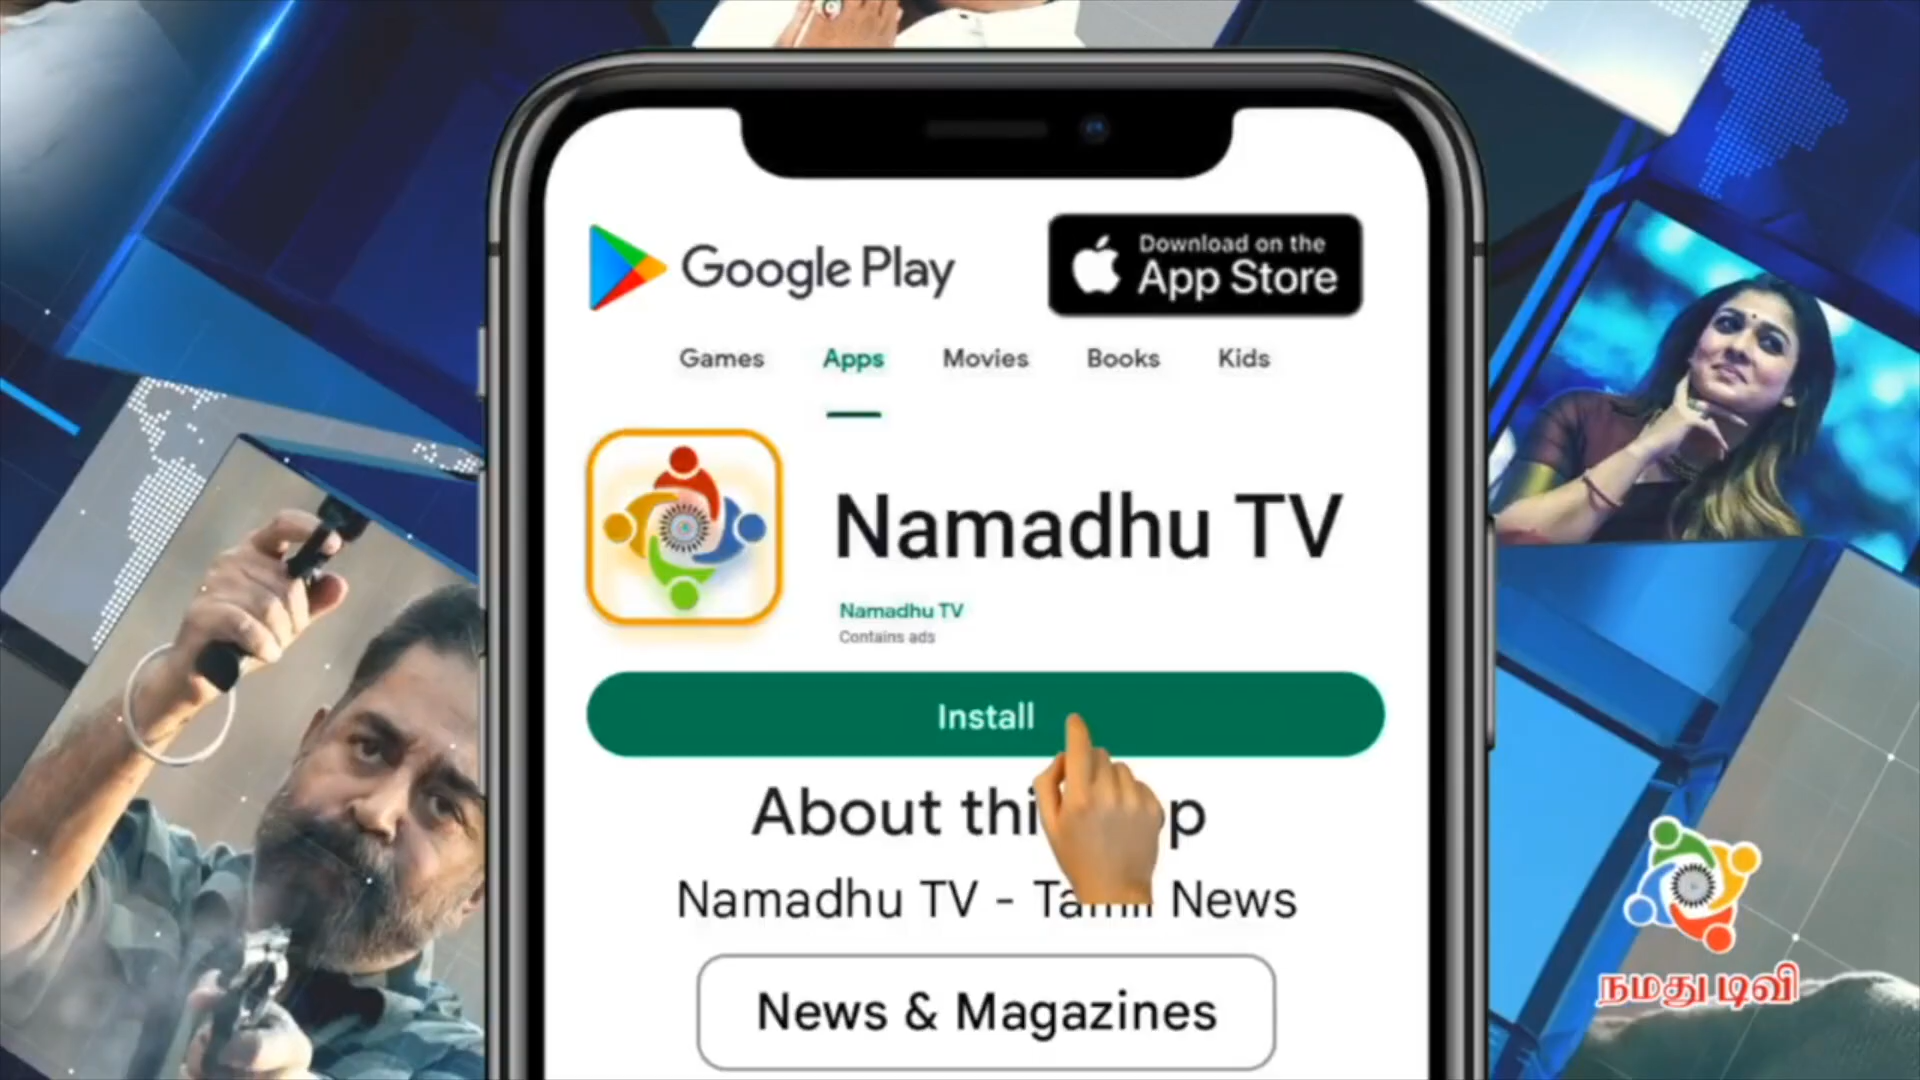 Google Play
Download on the
App Store
Games Apps Movies Books Kids
Namadhu TV
Namadhu TV
Contains ads
Install
About thi p
Namadhu TV - Tamil News
News & Magazines
நமது டிவி